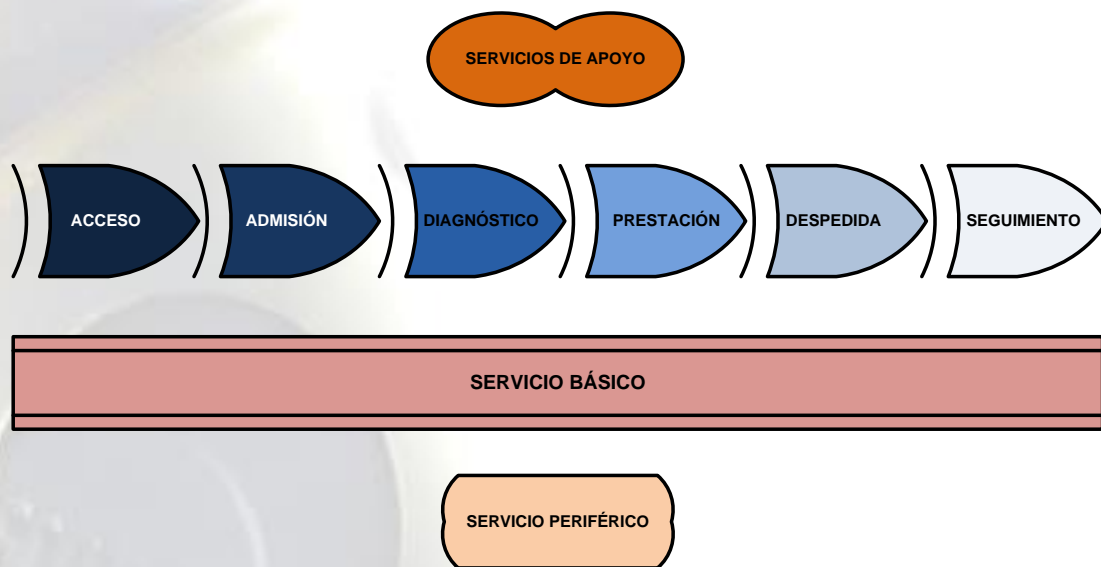 SERVICIOS DE APOYO
ACCESO
ADMISIÓN
DIAGNÓSTICO
PRESTACIÓN
DESPEDIDA
SEGUIMIENTO
SERVICIO BÁSICO
SERVICIO PERIFÉRICO